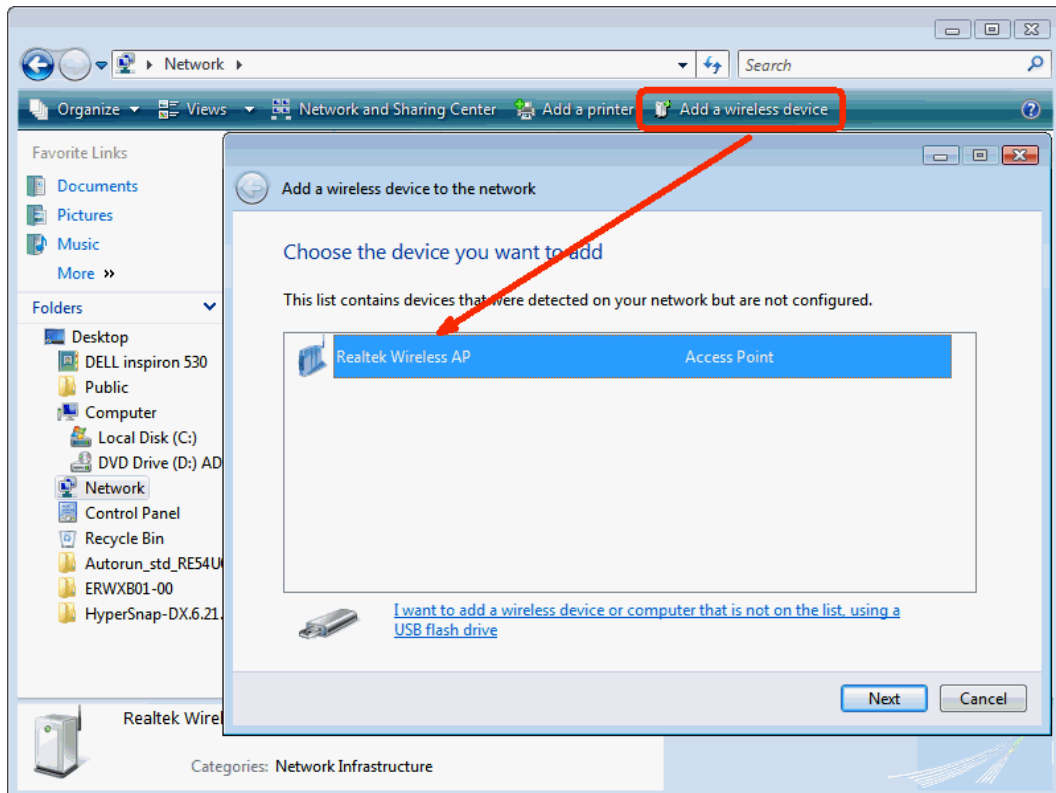 Network
Search
Organize Views Network and Sharing Center Add a printer Add a wireless device
Favorite Links
Documents
Pictures
Music
More »
Folders
Desktop
DELL inspiron 530
Public
Computer
Local Disk (C:)
DVD Drive (D:) AD
Network
Control Panel
Recycle Bin
Autorun_std_RE54U
ERWXB01-00
HyperSnap-DX.6.21.
Add a wireless device to the network
Choose the device you want to add
This list contains devices that were detected on your network but are not configured.
Realtek Wireless AP Access Point
I want to add a wireless device or computer that is not on the list, using a
USB flash drive
Next Cancel
Realtek Wirel
Categories: Network Infrastructure